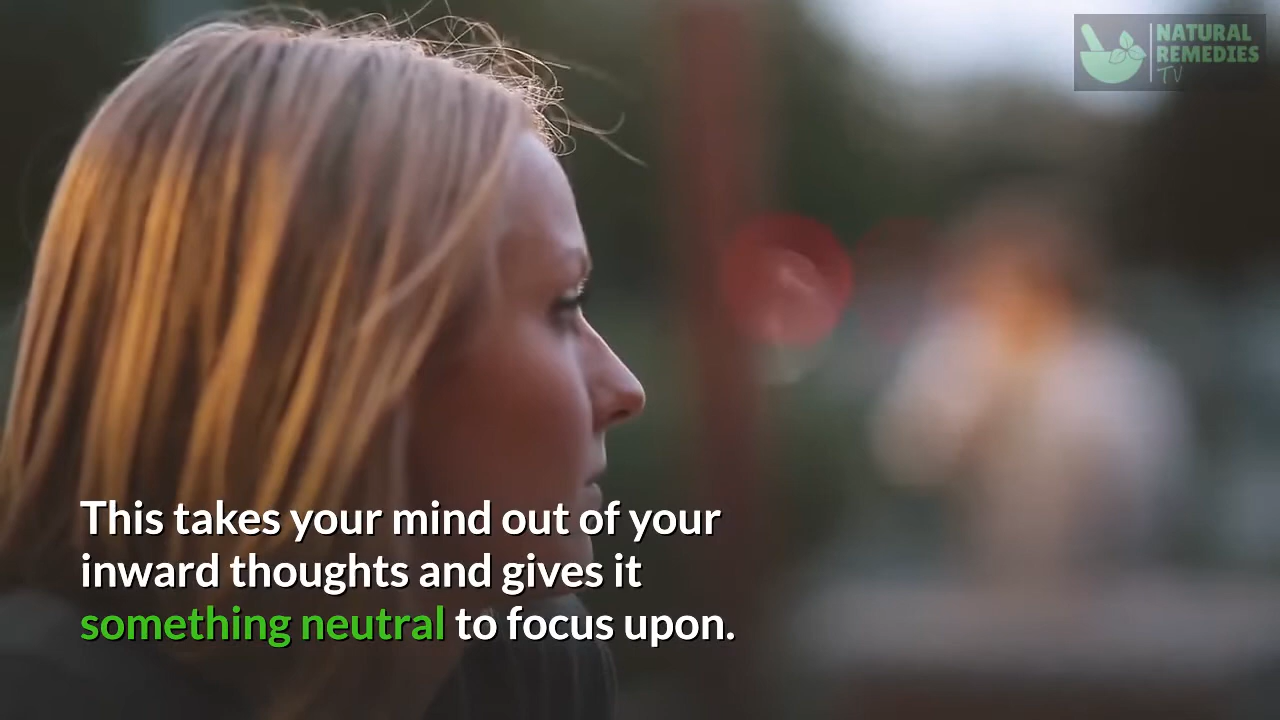 NATURAL
REMEDIES
TV
This takes your mind out of your
inward thoughts and gives it
something neutral to focus upon.